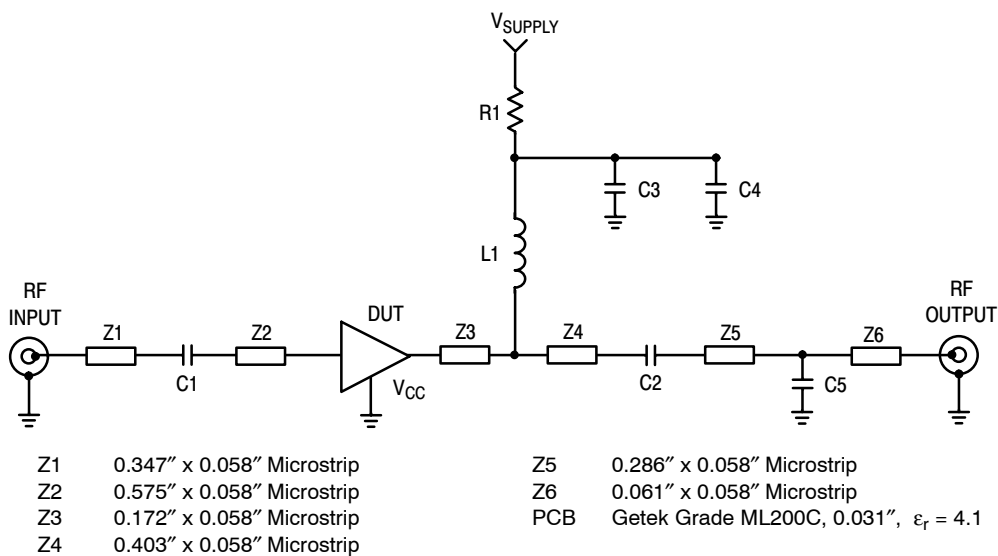 V_SUPPLY
R1
C3
C4
L1
RF
INPUT
RF
OUTPUT
DUT
Z1
Z2
Z3
Z4
Z5
Z6
C1
V_CC
C2
C5
Z1 0.347″ x 0.058″ Microstrip
Z2 0.575″ x 0.058″ Microstrip
Z3 0.172″ x 0.058″ Microstrip
Z4 0.403″ x 0.058″ Microstrip
Z5 0.286″ x 0.058″ Microstrip
Z6 0.061″ x 0.058″ Microstrip
PCB Getek Grade ML200C, 0.031″, ε_r = 4.1